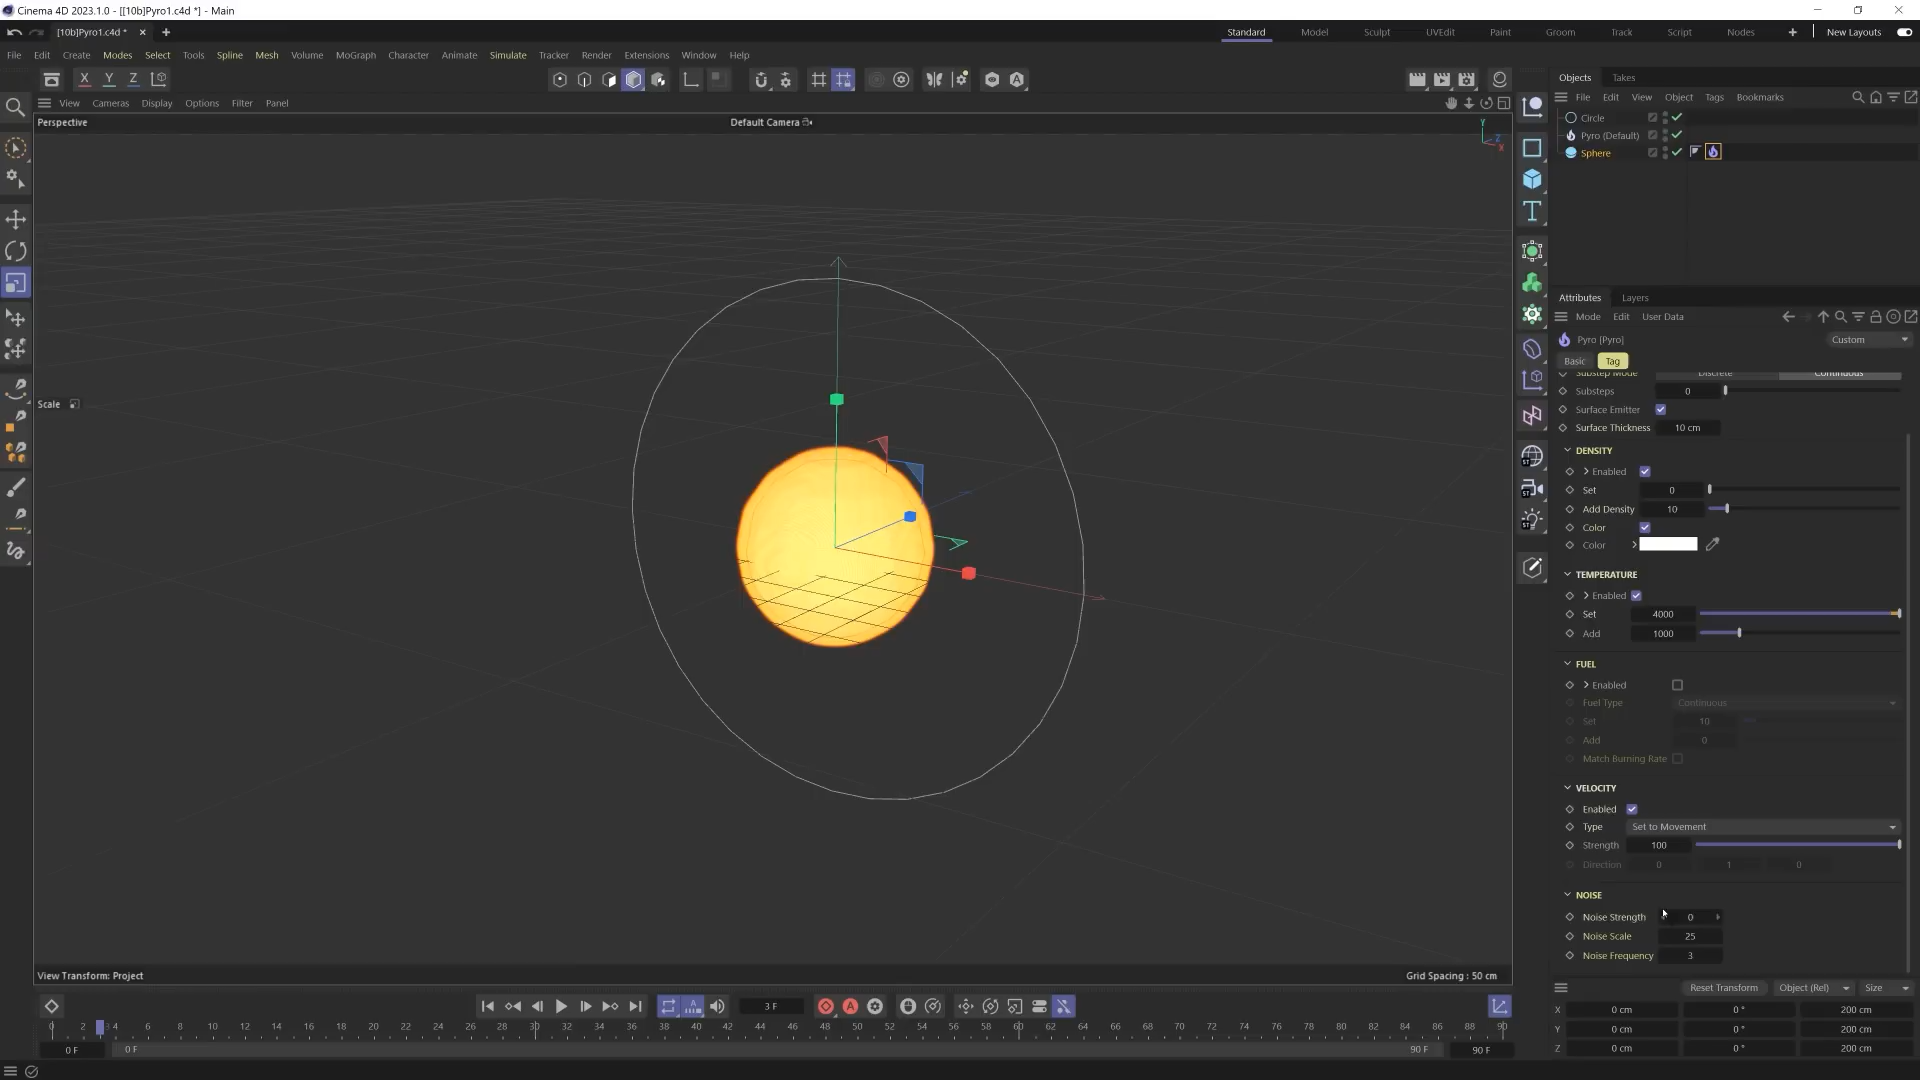 Cinema 4D 2023.1.0 - [[10b]Pyro1.c4d *] - Main
[10b]Pyro1.c4d *
Standard Model Sculpt UVEdit Paint Groom Track Script Nodes New Layouts
File Edit Create Modes Select Tools Spline Mesh Volume MoGraph Character Animate Simulate Tracker Render Extensions Window Help
Objects Takes
X Y Z
View Cameras Display Options Filter Panel
File Edit View Object Tags Bookmarks
Perspective
Default Camera
Y
Z
X
Circle
Pyro (Default)
Sphere
Attributes Layers
Mode Edit User Data
Pyro [Pyro]
Custom
Basic Tag
Substep Mode Discrete Continuous
Substeps 0
Scale
Surface Emitter
Surface Thickness 10 cm
DENSITY
Enabled
Set 0
Add Density 10
Color
Color
TEMPERATURE
Enabled
Set 4000
Add 1000
FUEL
Enabled
Fuel Type Continuous
Set 10
Add 0
Match Burning Rate
VELOCITY
Enabled
Type Set to Movement
Strength 100
Direction 0 1 0
NOISE
Noise Strength 0
Noise Scale 25
Noise Frequency 3
ST
ST
ST
View Transform: Project
Grid Spacing : 50 cm
3 F
Reset Transform Object (Rel) Size
X 0 cm 0 ° 200 cm
Y 0 cm 0 ° 200 cm
Z 0 cm 0 ° 200 cm
0 2 3 4 6 8 10 12 14 16 18 20 22 24 26 28 30 32 34 36 38 40 42 44 46 48 50 52 54 56 58 60 62 64 66 68 70 72 74 76 78 80 82 84 86 88 90
0 F 0 F 90 F 90 F